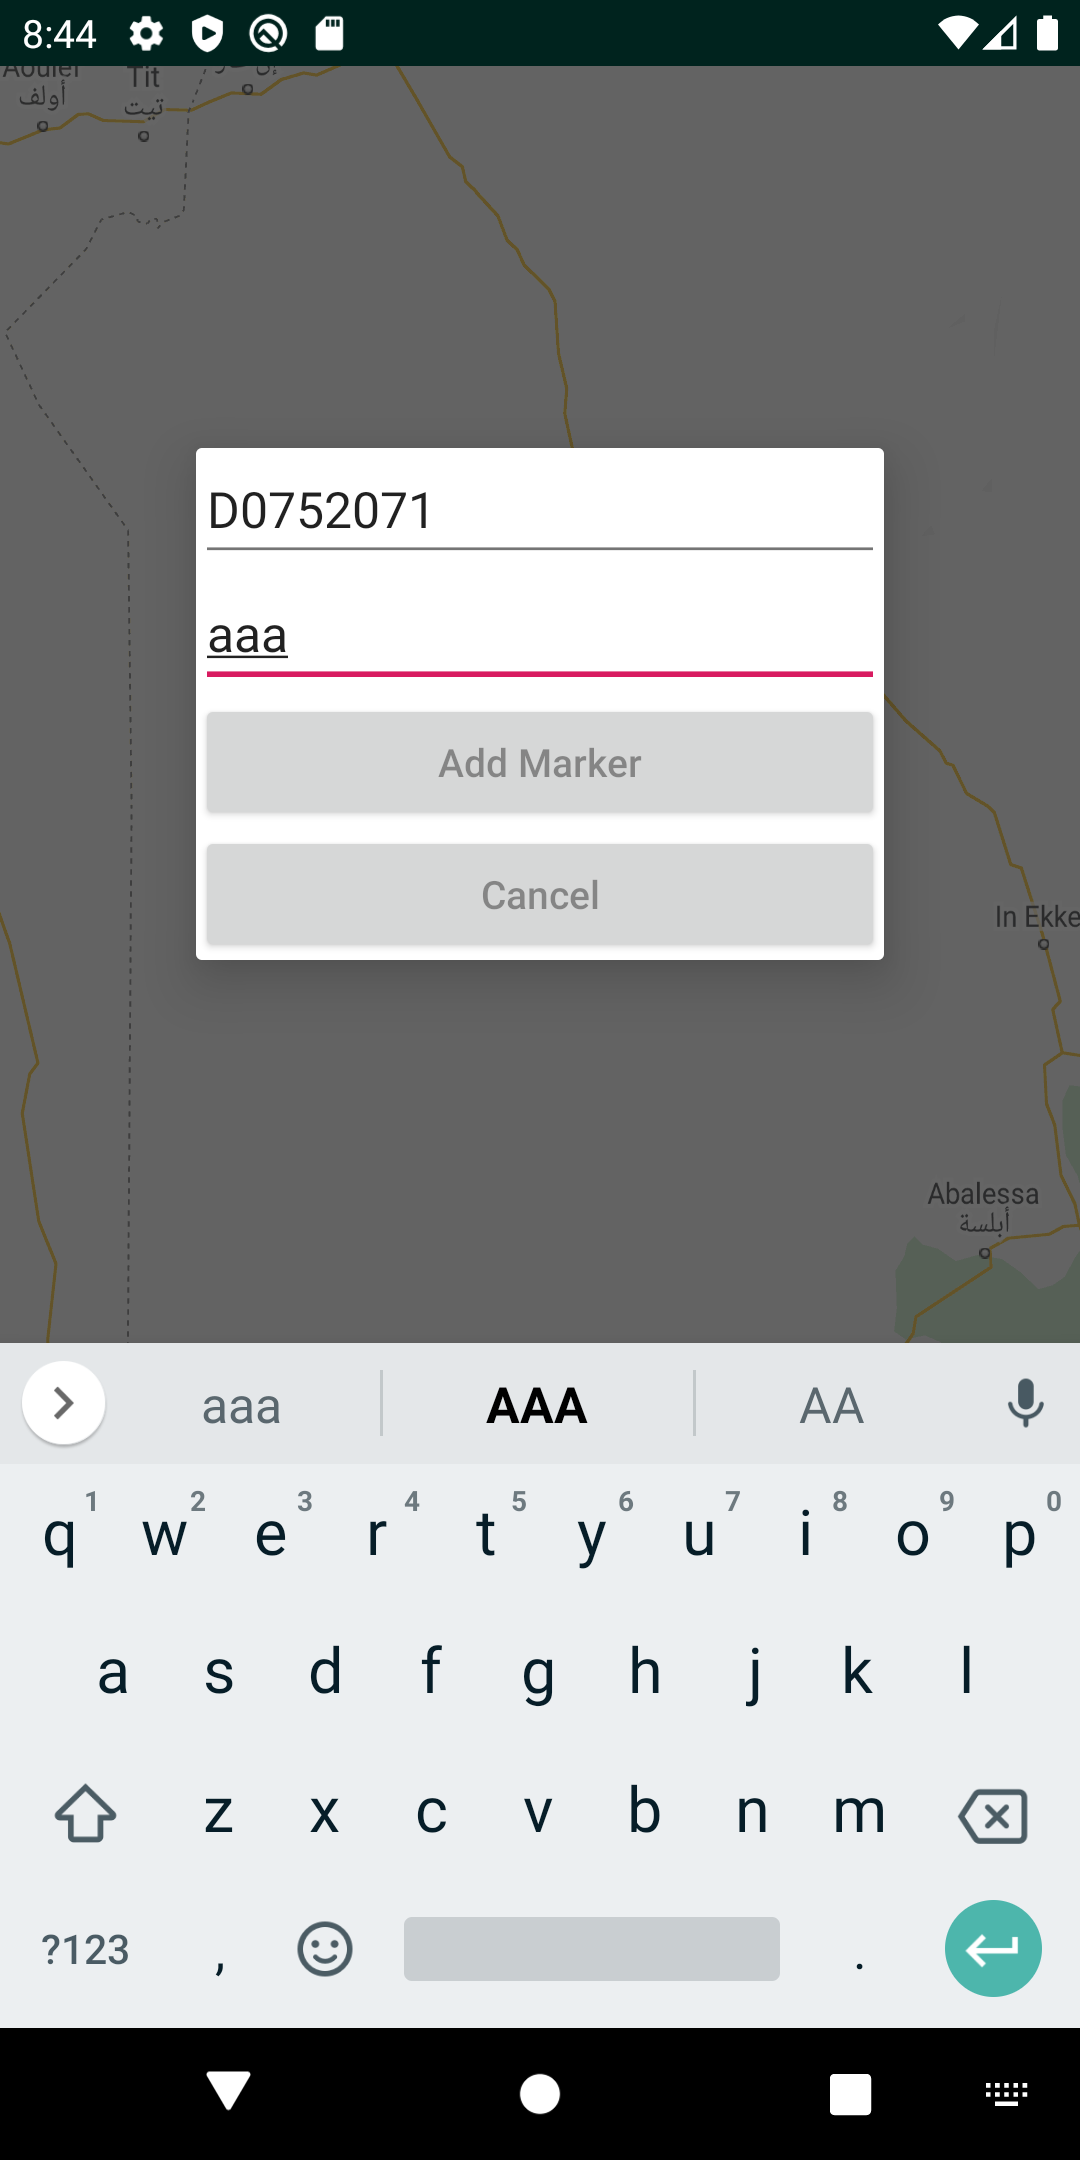 8:44
Aoulef
أولف
Tit
تيت
D0752071
aaa
Add Marker
Cancel
In Ekke
Abalessa
أبلسة
aaa AAA AA
1 2 3 4 5 6 7 8 9 0
q w e r t y u i o p
a s d f g h j k l
z x c v b n m
?123 , .